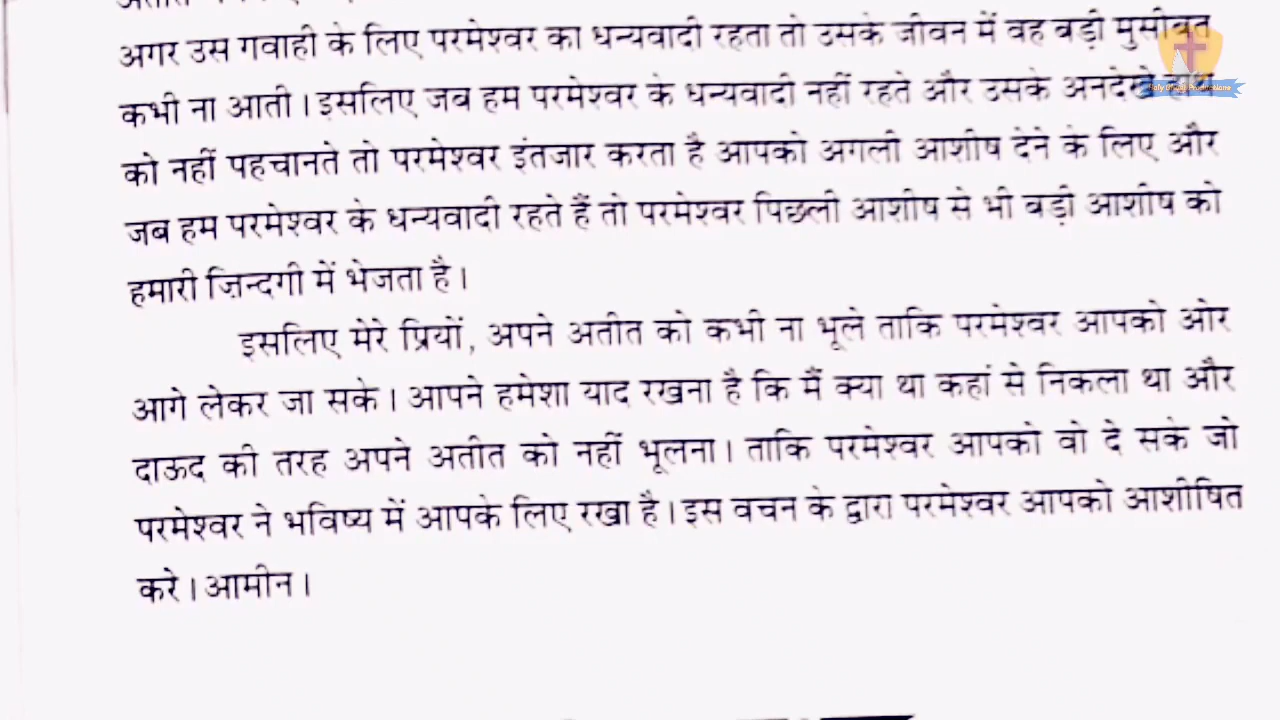 अगर उस गवाही के लिए परमेश्वर का धन्यवादी रहता तो उसके जीवन में वह बड़ी मुसीबत
कभी ना आती। इसलिए जब हम परमेश्वर के धन्यवादी नहीं रहते और उसके अनदेखे हाथ
को नहीं पहचानते तो परमेश्वर इंतजार करता है आपको अगली आशीष देने के लिए और
जब हम परमेश्वर के धन्यवादी रहते हैं तो परमेश्वर पिछली आशीष से भी बड़ी आशीष को
हमारी ज़िन्दगी में भेजता है।
इसलिए मेरे प्रियों, अपने अतीत को कभी ना भूले ताकि परमेश्वर आपको ओर
आगे लेकर जा सके। आपने हमेशा याद रखना है कि मैं क्या था कहां से निकला था और
दाऊद की तरह अपने अतीत को नहीं भूलना। ताकि परमेश्वर आपको वो दे सके जो
परमेश्वर ने भविष्य में आपके लिए रखा है। इस वचन के द्वारा परमेश्वर आपको आशीषित
करे। आमीन।